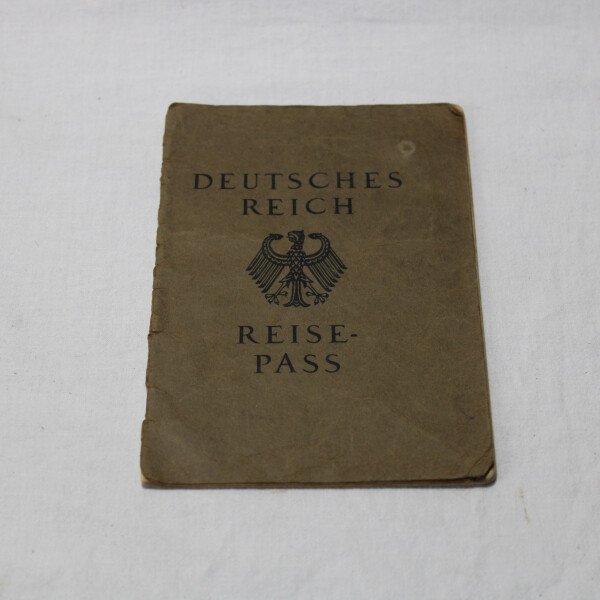 DEUTSCHES
REICH
REISE-
PASS